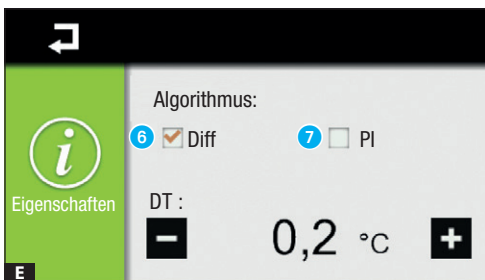 Algorithmus:
6 Diff 7 PI
i
Eigenschaften
DT :
- 0,2 °C +
E